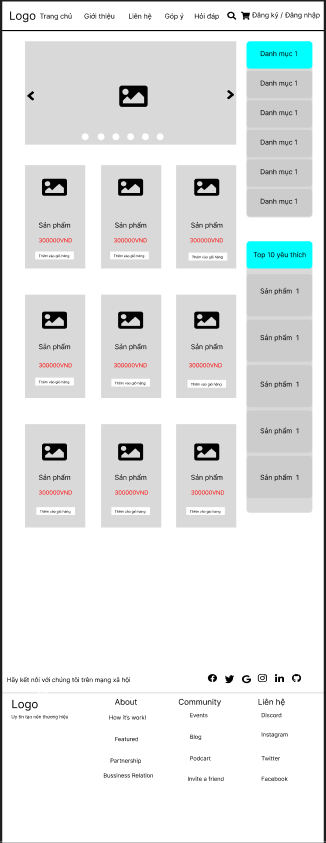 Logo Trang chủ Giới thiệu Liên hệ Góp ý Hỏi đáp Đăng ký / Đăng nhập
Danh mục 1
Danh mục 1
Danh mục 1
Danh mục 1
Danh mục 1
Danh mục 1
Sản phẩm Sản phẩm Sản phẩm
300000VND 300000VND 300000VND
Thêm vào giỏ hàng Thêm vào giỏ hàng Thêm vào giỏ hàng
Top 10 yêu thích
Sản phẩm 1
Sản phẩm 1
Sản phẩm 1
Sản phẩm 1
Sản phẩm 1
Sản phẩm Sản phẩm Sản phẩm
300000VND 300000VND 300000VND
Thêm vào giỏ hàng Thêm vào giỏ hàng Thêm vào giỏ hàng
Sản phẩm Sản phẩm Sản phẩm
300000VND 300000VND 300000VND
Thêm vào giỏ hàng Thêm vào giỏ hàng Thêm vào giỏ hàng
Hãy kết nối với chúng tôi trên mạng xã hội
Logo
Uy tín tạo nên thương hiệu
About
How it's work!
Featured
Partnership
Bussiness Relation
Community
Events
Blog
Podcart
Invite a friend
Liên hệ
Discord
Instagram
Twitter
Facebook